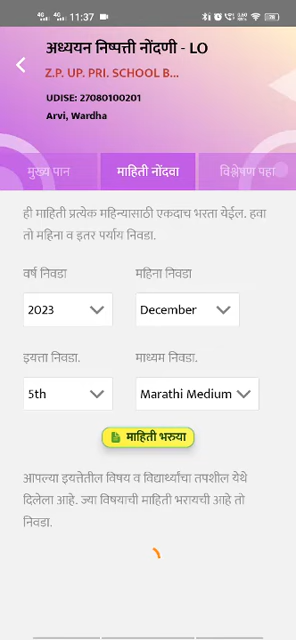 4G 4G 11:37
अध्ययन निष्पत्ती नोंदणी - LO
Z.P. UP. PRI. SCHOOL B...
UDISE: 27080100201
Arvi, Wardha
मुख्य पान माहिती नोंदवा विश्लेषण पहा
ही माहिती प्रत्येक महिन्यासाठी एकदाच भरता येईल. हवा
तो महिना व इतर पर्याय निवडा.
वर्ष निवडा महिना निवडा
2023 December
इयत्ता निवडा. माध्यम निवडा.
5th Marathi Medium
माहिती भरुया
आपल्या इयत्तेतील विषय व विद्यार्थ्यांचा तपशील येथे
दिलेला आहे. ज्या विषयाची माहिती भरायची आहे तो
निवडा.